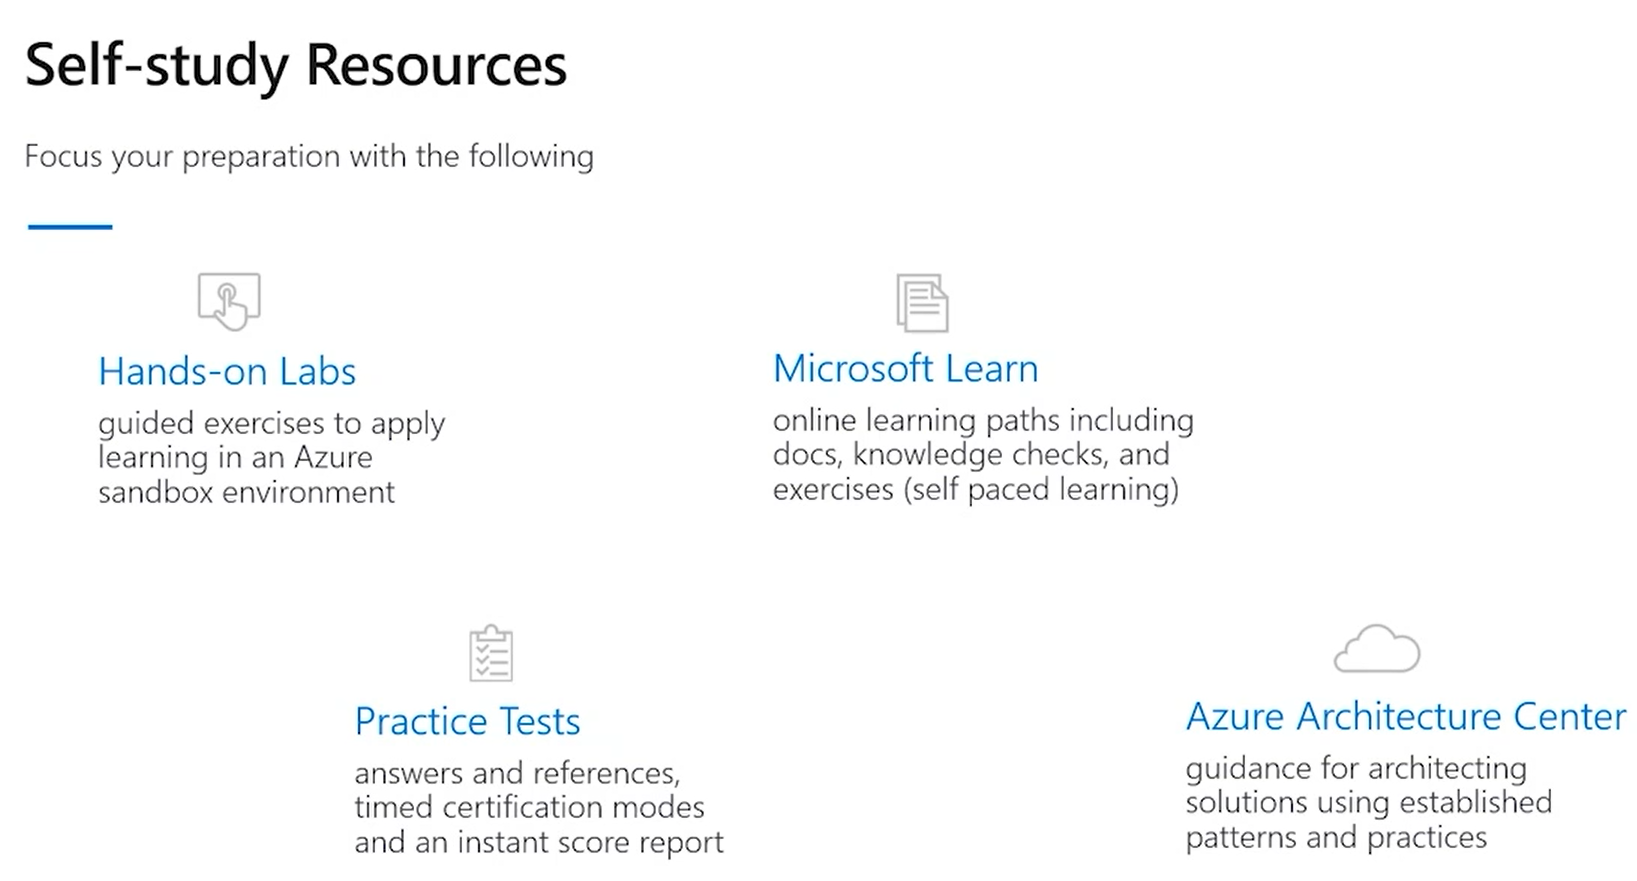 Self-study Resources
Focus your preparation with the following
Hands-on Labs
guided exercises to apply
learning in an Azure
sandbox environment
Microsoft Learn
online learning paths including
docs, knowledge checks, and
exercises (self paced learning)
Practice Tests
answers and references,
timed certification modes
and an instant score report
Azure Architecture Center
guidance for architecting
solutions using established
patterns and practices